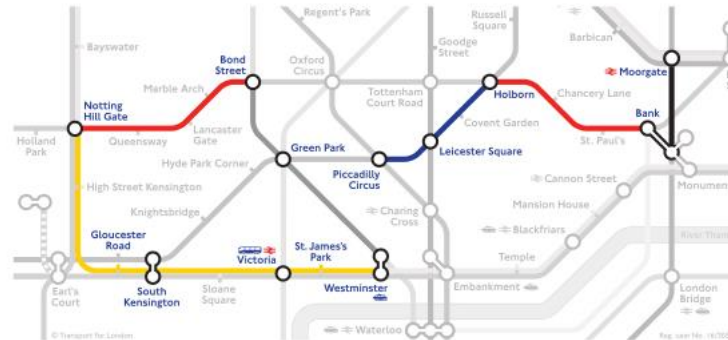 Regent's Park
Russell
Square
Barbican
Bayswater
Bond
Street
Oxford
Circus
Goodge
Street
Moorgate
Marble Arch
Tottenham
Court Road
Holborn
Chancery Lane
Notting
Hill Gate
Bank
Holland
Park
Queensway
Lancaster
Gate
Covent Garden
St. Paul's
Green Park
Leicester Square
Hyde Park Corner
Piccadilly
Circus
High Street Kensington
Cannon Street
Monument
Knightsbridge
Charing
Cross
Mansion House
Gloucester
Road
Victoria
St. James's
Park
Blackfriars
Temple
Earl's
Court
South
Kensington
Sloane
Square
Westminster
Embankment
London
Bridge
Waterloo
© Transport for London